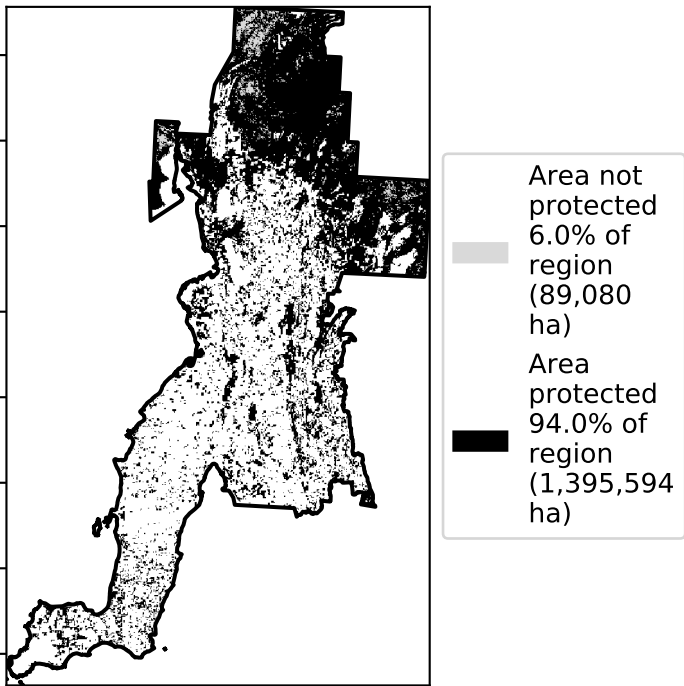 Area not
protected
6.0% of
region
(89,080
ha)
Area
protected
94.0% of
region
(1,395,594
ha)